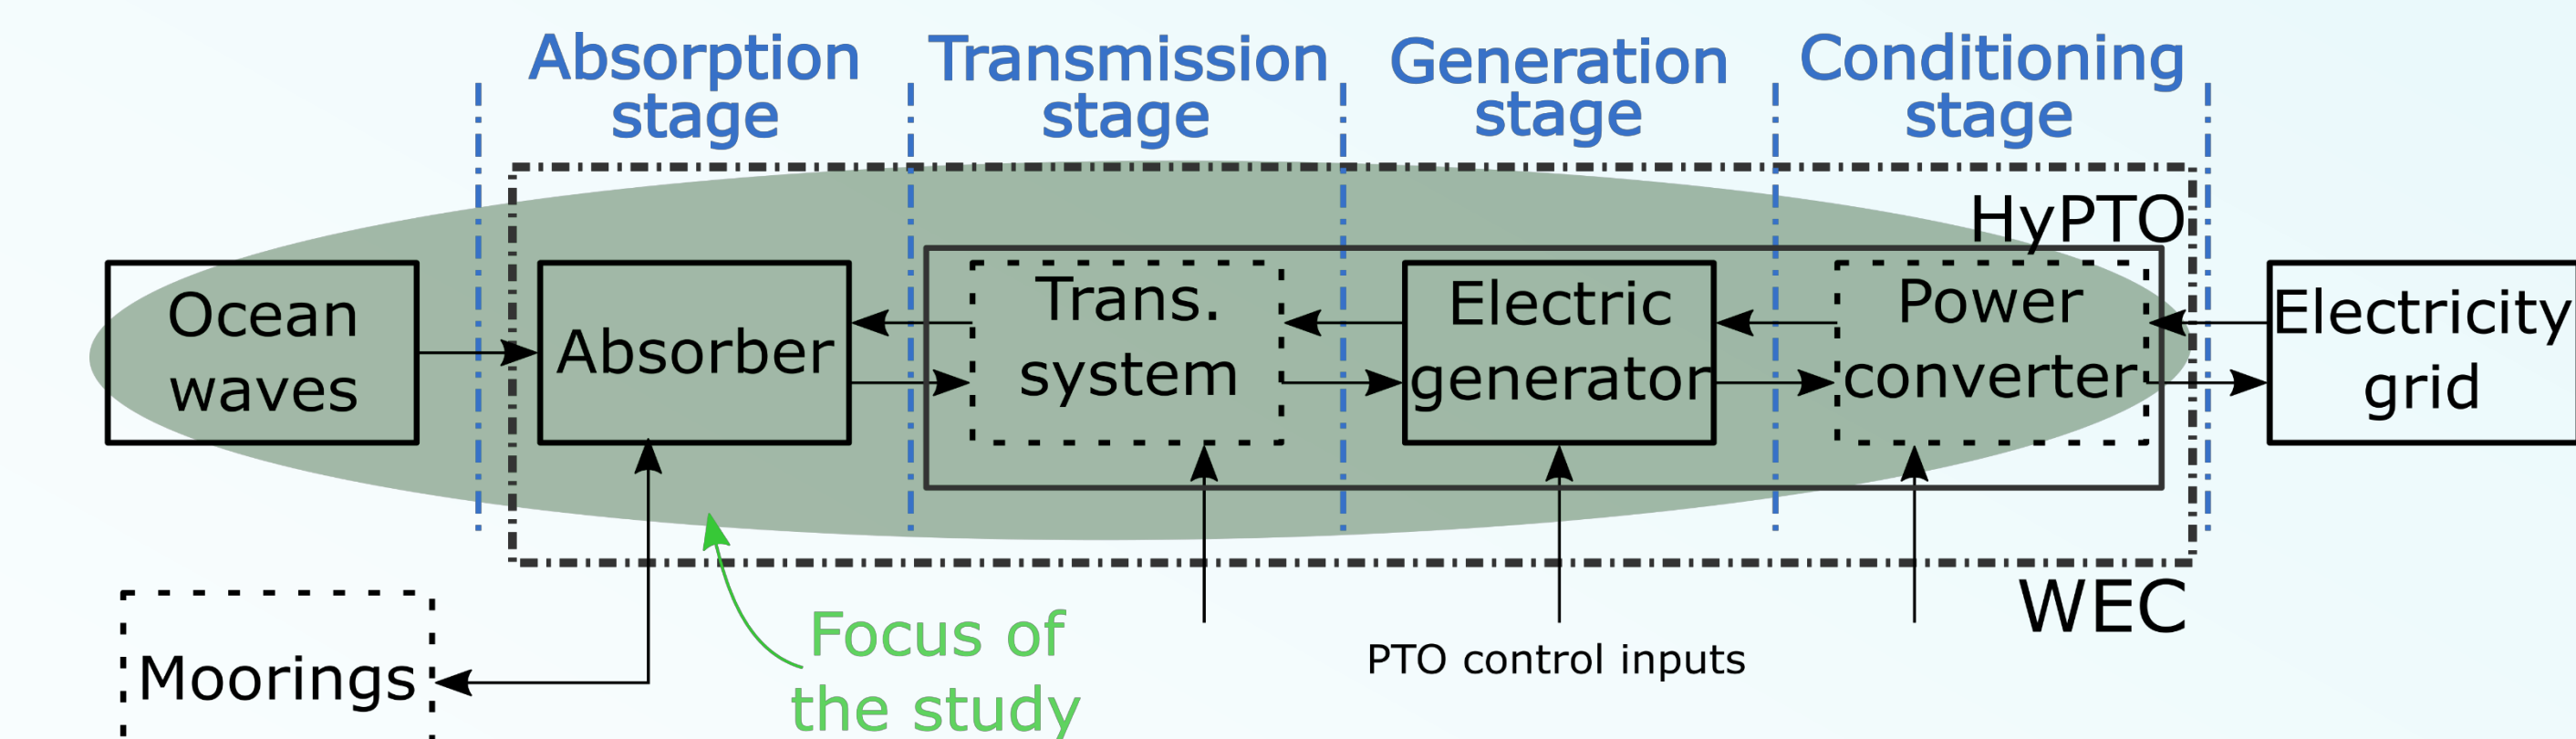 Absorption
stage
Transmission
stage
Generation
stage
Conditioning
stage
HyPTO
Ocean
waves
Absorber
Trans.
system
Electric
generator
Power
converter
Electricity
grid
WEC
Moorings
Focus of
the study
PTO control inputs